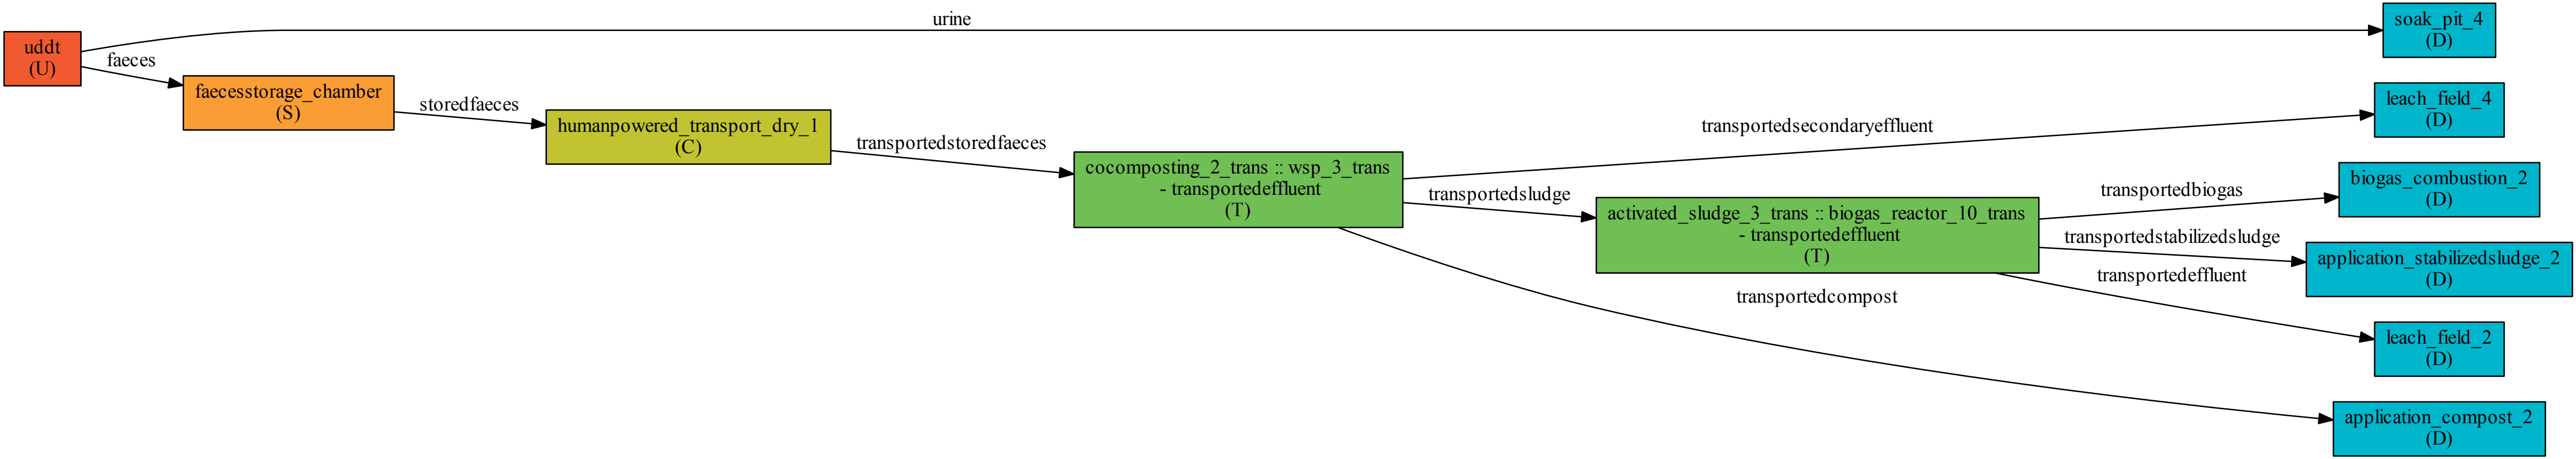 uddt
(U)
urine
faeces
faecesstorage_chamber
(S)
storedfaeces
humanpowered_transport_dry_1
(C)
transportedstoredfaeces
cocomposting_2_trans :: wsp_3_trans
- transportedeffluent
(T)
transportedsecondaryeffluent
transportedsludge
transportedcompost
activated_sludge_3_trans :: biogas_reactor_10_trans
- transportedeffluent
(T)
transportedbiogas
transportedstabilizedsludge
transportedeffluent
soak_pit_4
(D)
leach_field_4
(D)
biogas_combustion_2
(D)
application_stabilizedsludge_2
(D)
leach_field_2
(D)
application_compost_2
(D)